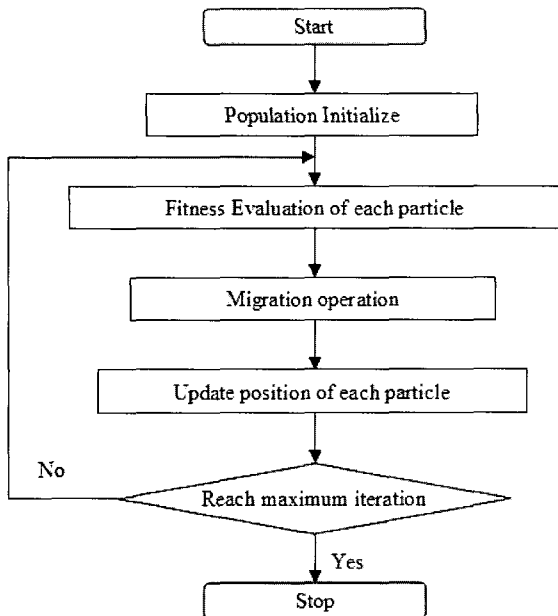 Start
Population Initialize
Fitness Evaluation of each particle
Migration operation
Update position of each particle
No
Reach maximum iteration
Yes
Stop